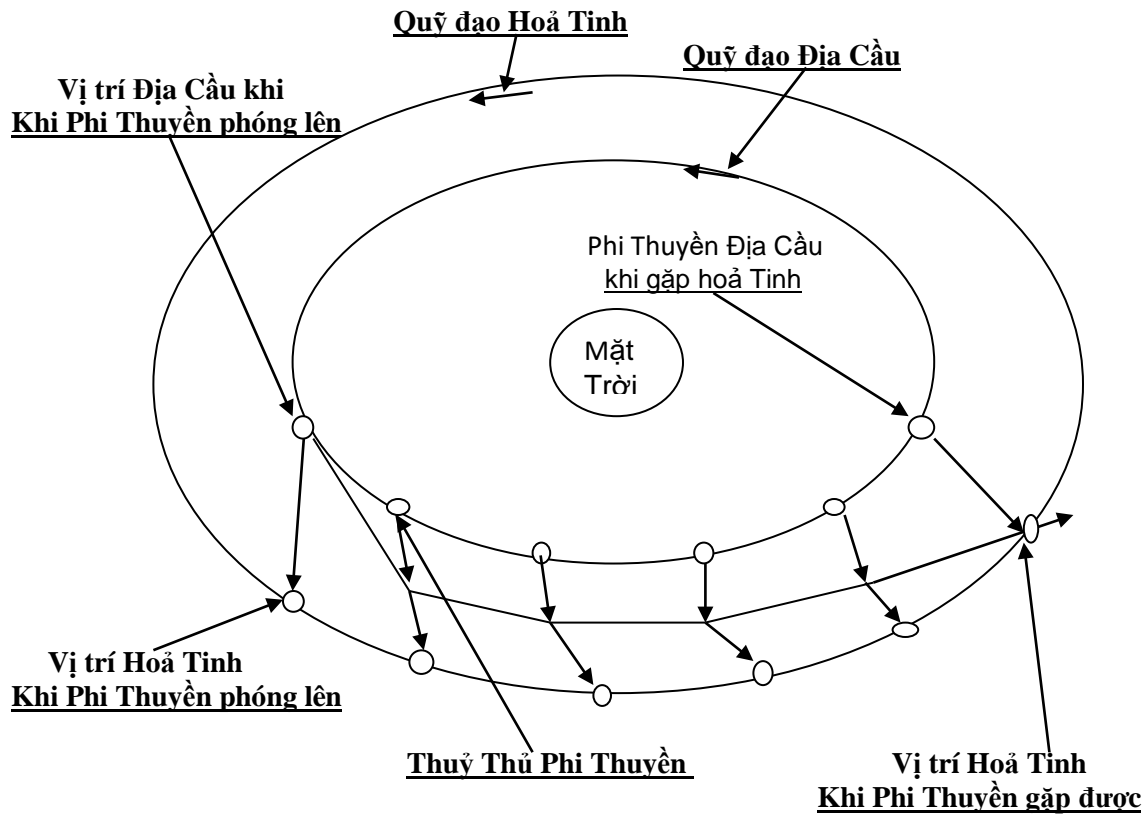 Quỹ đạo Hoả Tinh
Quỹ đạo Địa Cầu
Vị trí Địa Cầu khi
Khi Phi Thuyền phóng lên
Phi Thuyền Địa Cầu
khi gặp hoả Tinh
Mặt
Trời
Vị trí Hoả Tinh
Khi Phi Thuyền phóng lên
Thuỷ Thủ Phi Thuyền
Vị trí Hoả Tinh
Khi Phi Thuyền gặp được